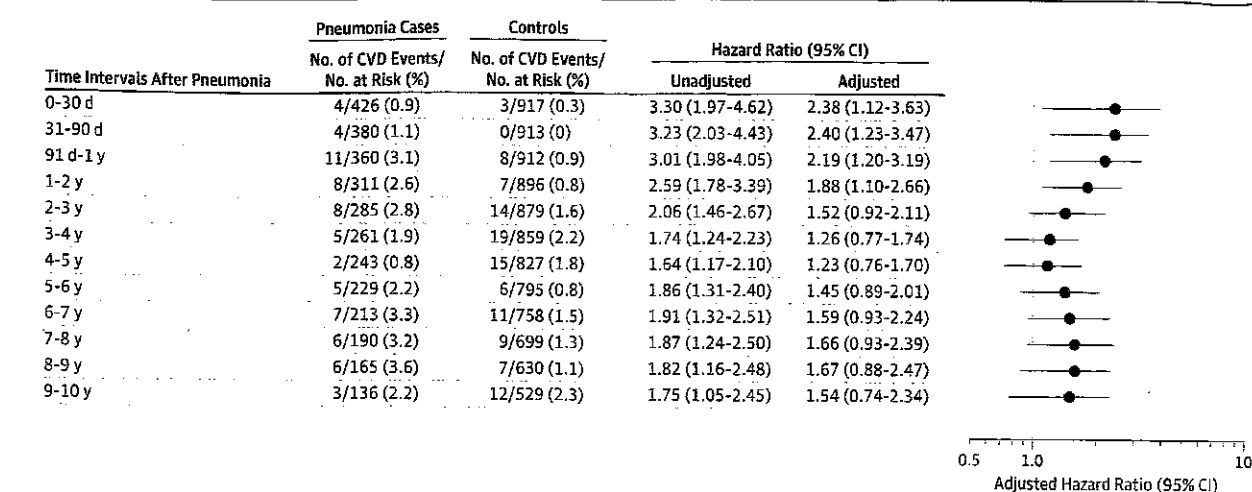 Pneumonia Cases Controls
Hazard Ratio (95% CI)
No. of CVD Events/ No. of CVD Events/
Time Intervals After Pneumonia No. at Risk (%) No. at Risk (%) Unadjusted Adjusted
0-30 d 4/426 (0.9) 3/917 (0.3) 3.30 (1.97-4.62) 2.38 (1.12-3.63)
31-90 d 4/380 (1.1) 0/913 (0) 3.23 (2.03-4.43) 2.40 (1.23-3.47)
91 d-1 y 11/360 (3.1) 8/912 (0.9) 3.01 (1.98-4.05) 2.19 (1.20-3.19)
1-2 y 8/311 (2.6) 7/896 (0.8) 2.59 (1.78-3.39) 1.88 (1.10-2.66)
2-3 y 8/285 (2.8) 14/879 (1.6) 2.06 (1.46-2.67) 1.52 (0.92-2.11)
3-4 y 5/261 (1.9) 19/859 (2.2) 1.74 (1.24-2.23) 1.26 (0.77-1.74)
4-5 y 2/243 (0.8) 15/827 (1.8) 1.64 (1.17-2.10) 1.23 (0.76-1.70)
5-6 y 5/229 (2.2) 6/795 (0.8) 1.86 (1.31-2.40) 1.45 (0.89-2.01)
6-7 y 7/213 (3.3) 11/758 (1.5) 1.91 (1.32-2.51) 1.59 (0.93-2.24)
7-8 y 6/190 (3.2) 9/699 (1.3) 1.87 (1.24-2.50) 1.66 (0.93-2.39)
8-9 y 6/165 (3.6) 7/630 (1.1) 1.82 (1.16-2.48) 1.67 (0.88-2.47)
9-10 y 3/136 (2.2) 12/529 (2.3) 1.75 (1.05-2.45) 1.54 (0.74-2.34)
0.5 1.0 10
Adjusted Hazard Ratio (95% CI)